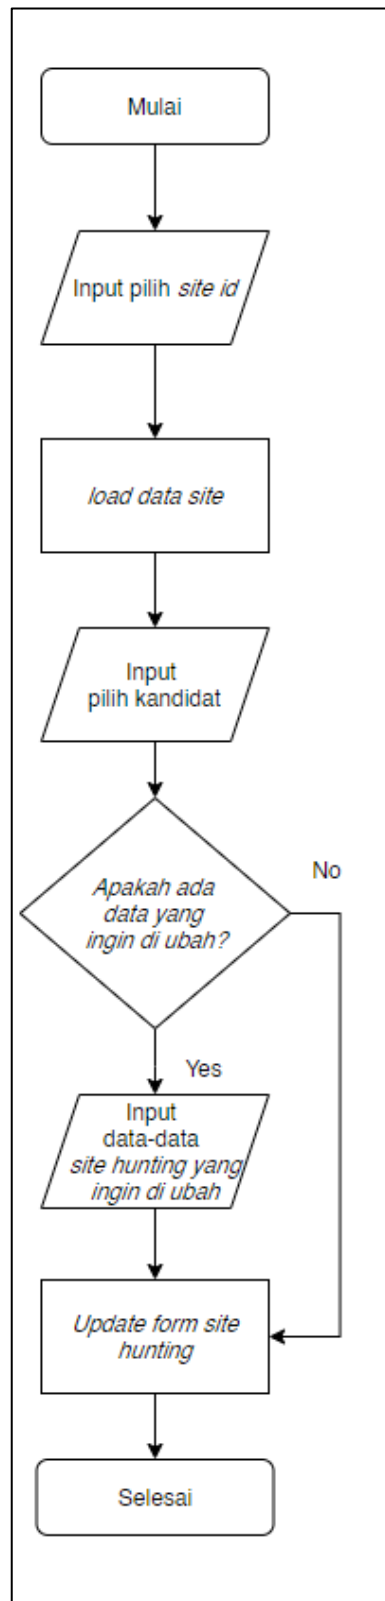 Mulai
Input pilih site id
load data site
Input
pilih kandidat
Apakah ada
data yang
ingin di ubah?
No
Yes
Input
data-data
site hunting yang
ingin di ubah
Update form site
hunting
Selesai